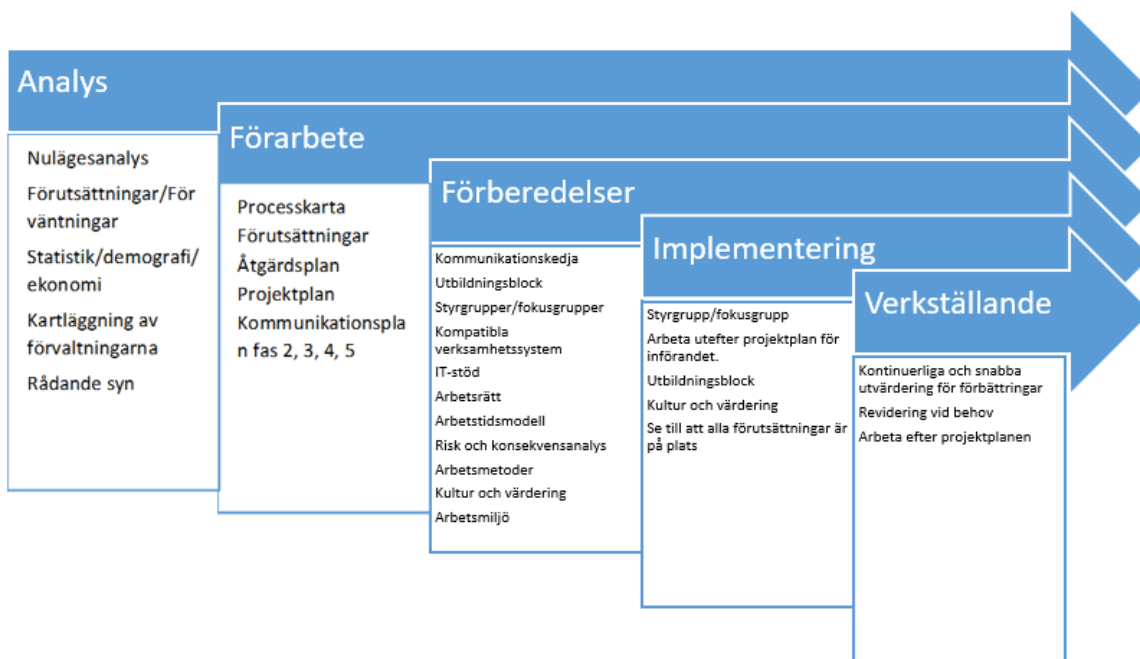 Analys
Nulägesanalys
Förutsättningar/För
väntningar
Statistik/demografi/
ekonomi
Kartläggning av
förvaltningarna
Rådande syn
Förarbete
Processkarta
Förutsättningar
Åtgärdsplan
Projektplan
Kommunikationspla
n fas 2, 3, 4, 5
Förberedelser
Kommunikationskedja
Utbildningsblock
Styrgrupper/fokusgrupper
Kompatibla
verksamhetssystem
IT-stöd
Arbetsrätt
Arbetstidsmodell
Risk och konsekvensanalys
Arbetsmetoder
Kultur och värdering
Arbetsmiljö
Implementering
Styrgrupp/fokusgrupp
Arbeta utefter projektplan för
införandet.
Utbildningsblock
Kultur och värdering
Se till att alla förutsättningar är
på plats
Verkställande
Kontinuerliga och snabba
utvärdering för förbättringar
Revidering vid behov
Arbeta efter projektplanen